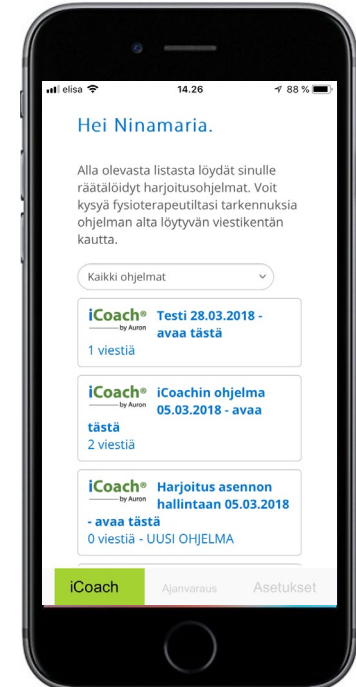 elisa 14.26 88 %
Hei Ninamaria.
Alla olevasta listasta löydät sinulle
räätälöidyt harjoitusohjelmat. Voit
kysyä fysioterapeutiltasi tarkennuksia
ohjelman alta löytyvän viestikentän
kautta.
Kaikki ohjelmat
iCoach® Testi 28.03.2018 -
by Auron avaa tästä
1 viestiä
iCoach® iCoachin ohjelma
by Auron 05.03.2018 - avaa
tästä
2 viestiä
iCoach® Harjoitus asennon
by Auron hallintaan 05.03.2018
- avaa tästä
0 viestiä - UUSI OHJELMA
iCoach Ajanvaraus Asetukset